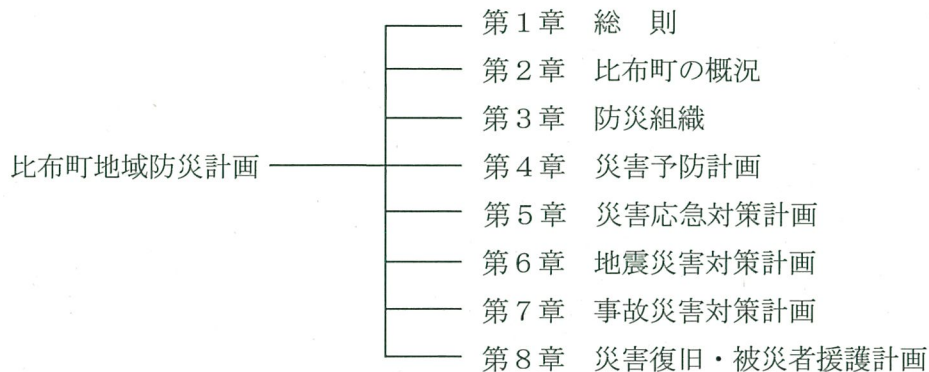 比布町地域防災計画
第1章 総 則
第2章 比布町の概況
第3章 防災組織
第4章 災害予防計画
第5章 災害応急対策計画
第6章 地震災害対策計画
第7章 事故災害対策計画
第8章 災害復旧・被災者援護計画